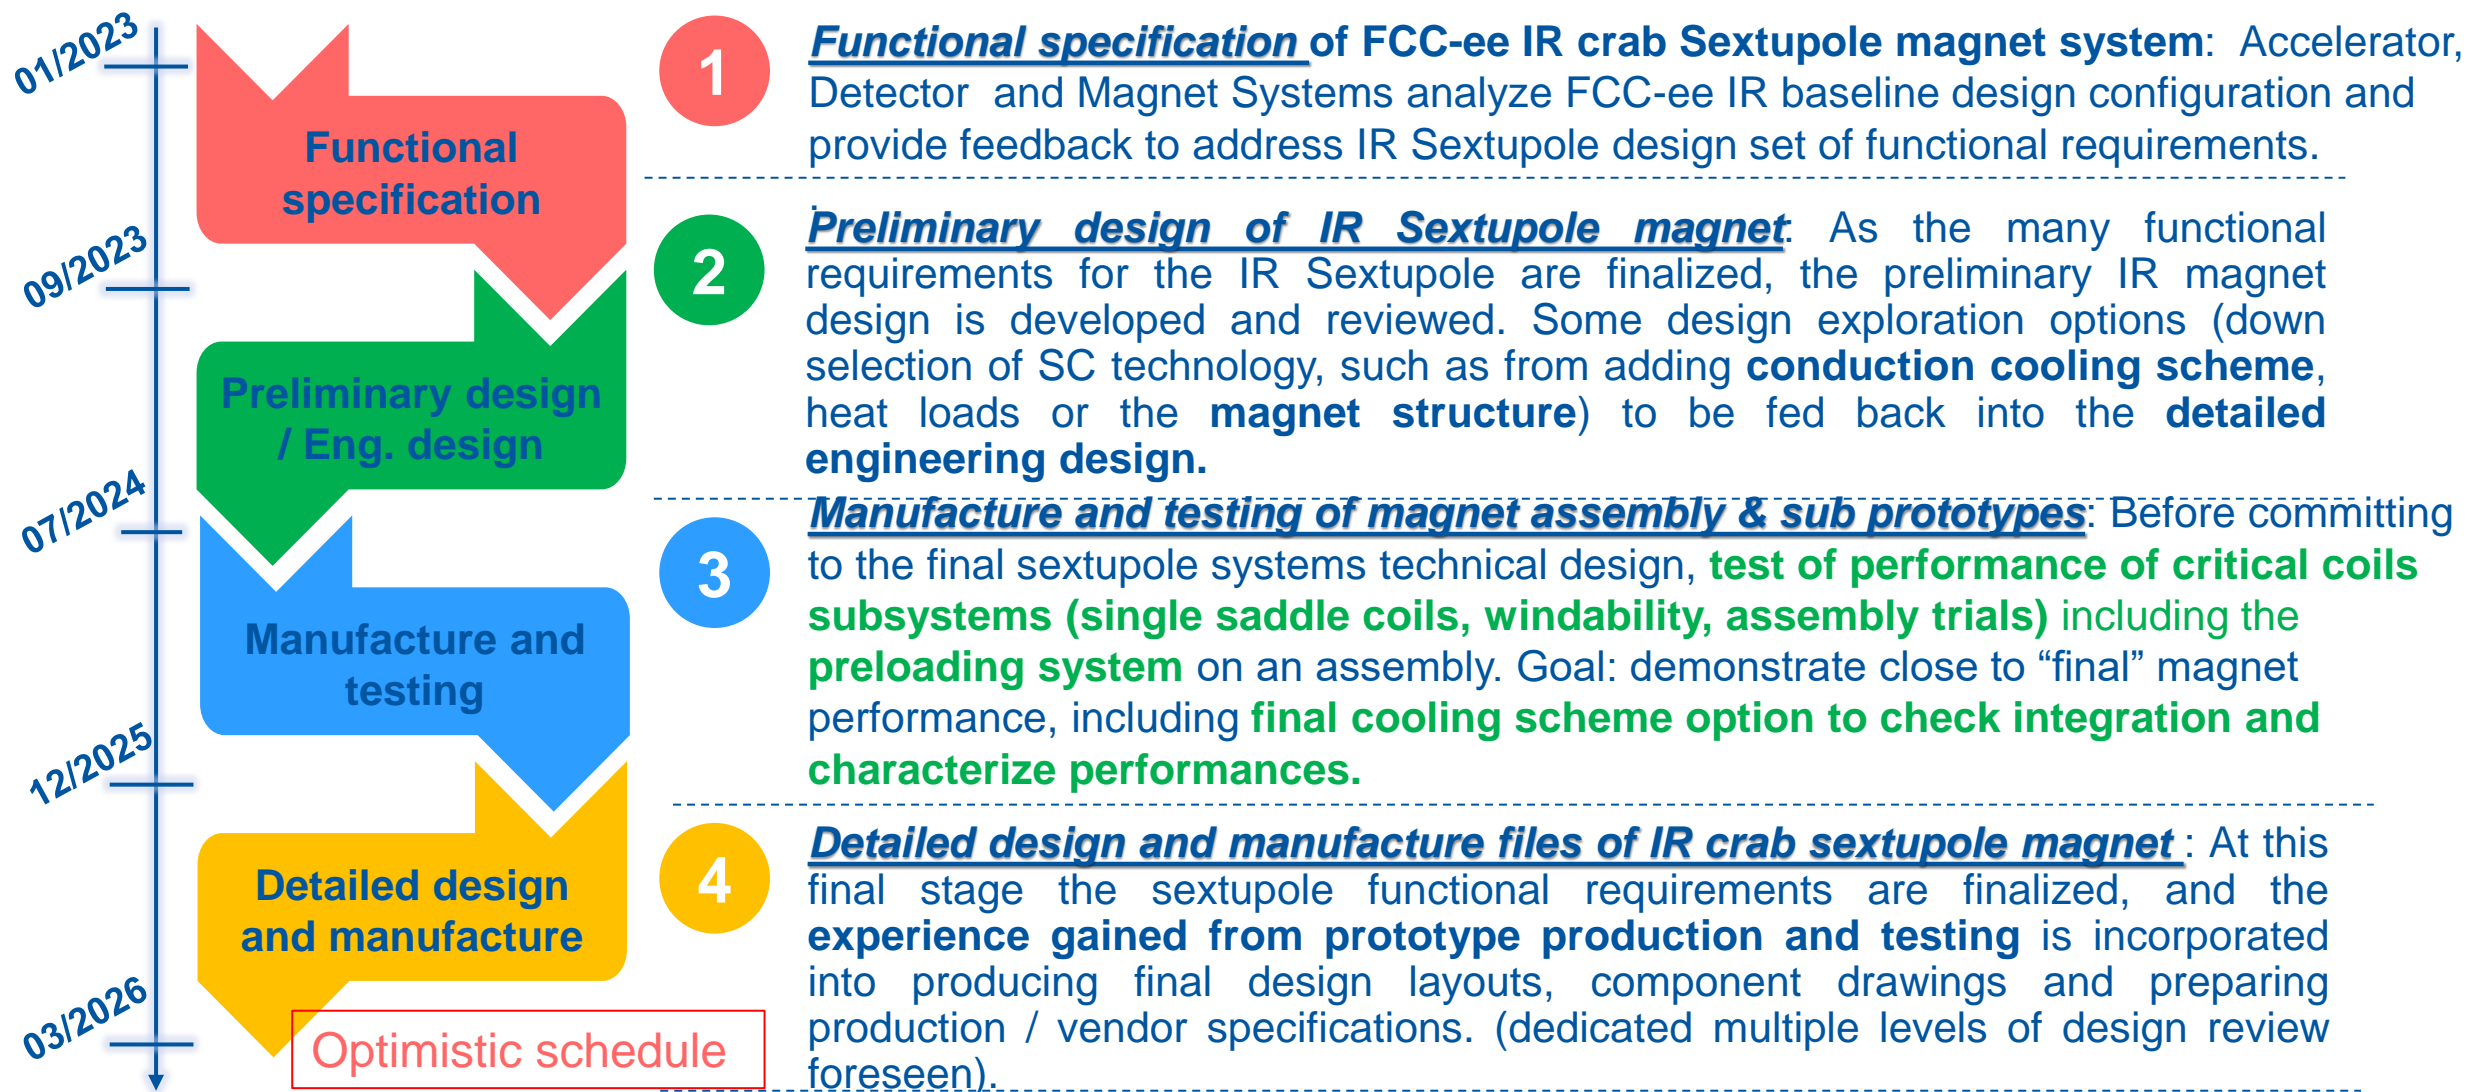 01/2023
09/2023
07/2024
12/2025
03/2026
Functional
specification
Preliminary design
/ Eng. design
Manufacture and
testing
Detailed design
and manufacture
Optimistic schedule
1
Functional specification of FCC-ee IR crab Sextupole magnet system: Accelerator,
Detector and Magnet Systems analyze FCC-ee IR baseline design configuration and
provide feedback to address IR Sextupole design set of functional requirements.
.
2
Preliminary design of IR Sextupole magnet: As the many functional
requirements for the IR Sextupole are finalized, the preliminary IR magnet
design is developed and reviewed. Some design exploration options (down
selection of SC technology, such as from adding conduction cooling scheme,
heat loads or the magnet structure) to be fed back into the detailed
engineering design.
3
Manufacture and testing of magnet assembly & sub prototypes: Before committing
to the final sextupole systems technical design, test of performance of critical coils
subsystems (single saddle coils, windability, assembly trials) including the
preloading system on an assembly. Goal: demonstrate close to “final” magnet
performance, including final cooling scheme option to check integration and
characterize performances.
4
Detailed design and manufacture files of IR crab sextupole magnet : At this
final stage the sextupole functional requirements are finalized, and the
experience gained from prototype production and testing is incorporated
into producing final design layouts, component drawings and preparing
production / vendor specifications. (dedicated multiple levels of design review
foreseen).